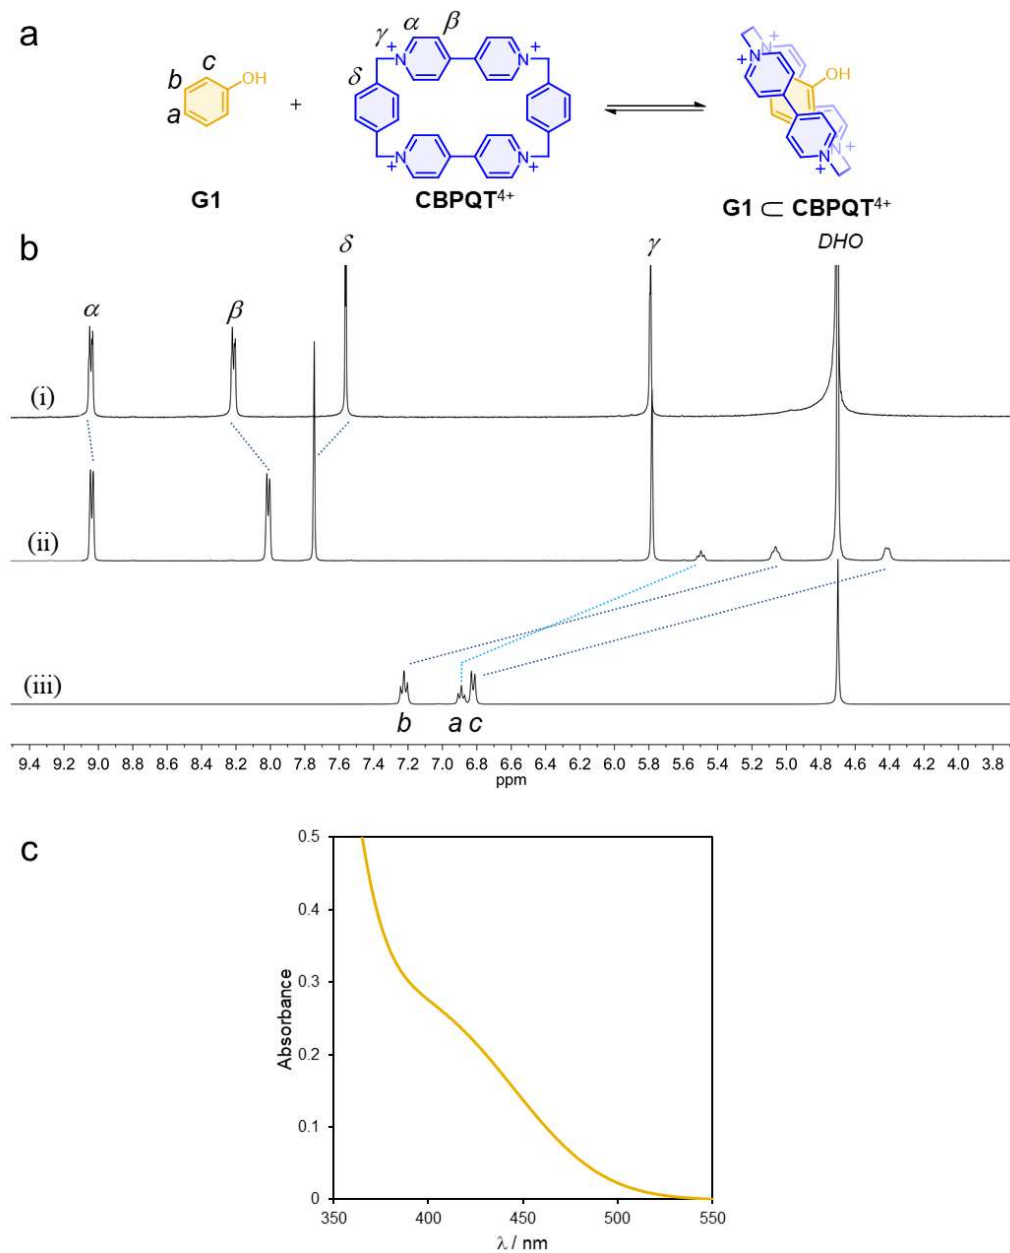 a
γ α β
N+ N+
c OH
b δ
a +
N+ N+
G1 CBPQT4+ G1 ⊂ CBPQT4+
N+ OH
N+ N+
b
δ γ DHO
α β
(i)
(ii)
(iii)
b a c
9.4 9.2 9.0 8.8 8.6 8.4 8.2 8.0 7.8 7.6 7.4 7.2 7.0 6.8 6.6 6.4 6.2 6.0 5.8 5.6 5.4 5.2 5.0 4.8 4.6 4.4 4.2 4.0 3.8
ppm
c
0.5
0.4
0.3
0.2
0.1
0
Absorbance
350 400 450 500 550
λ / nm